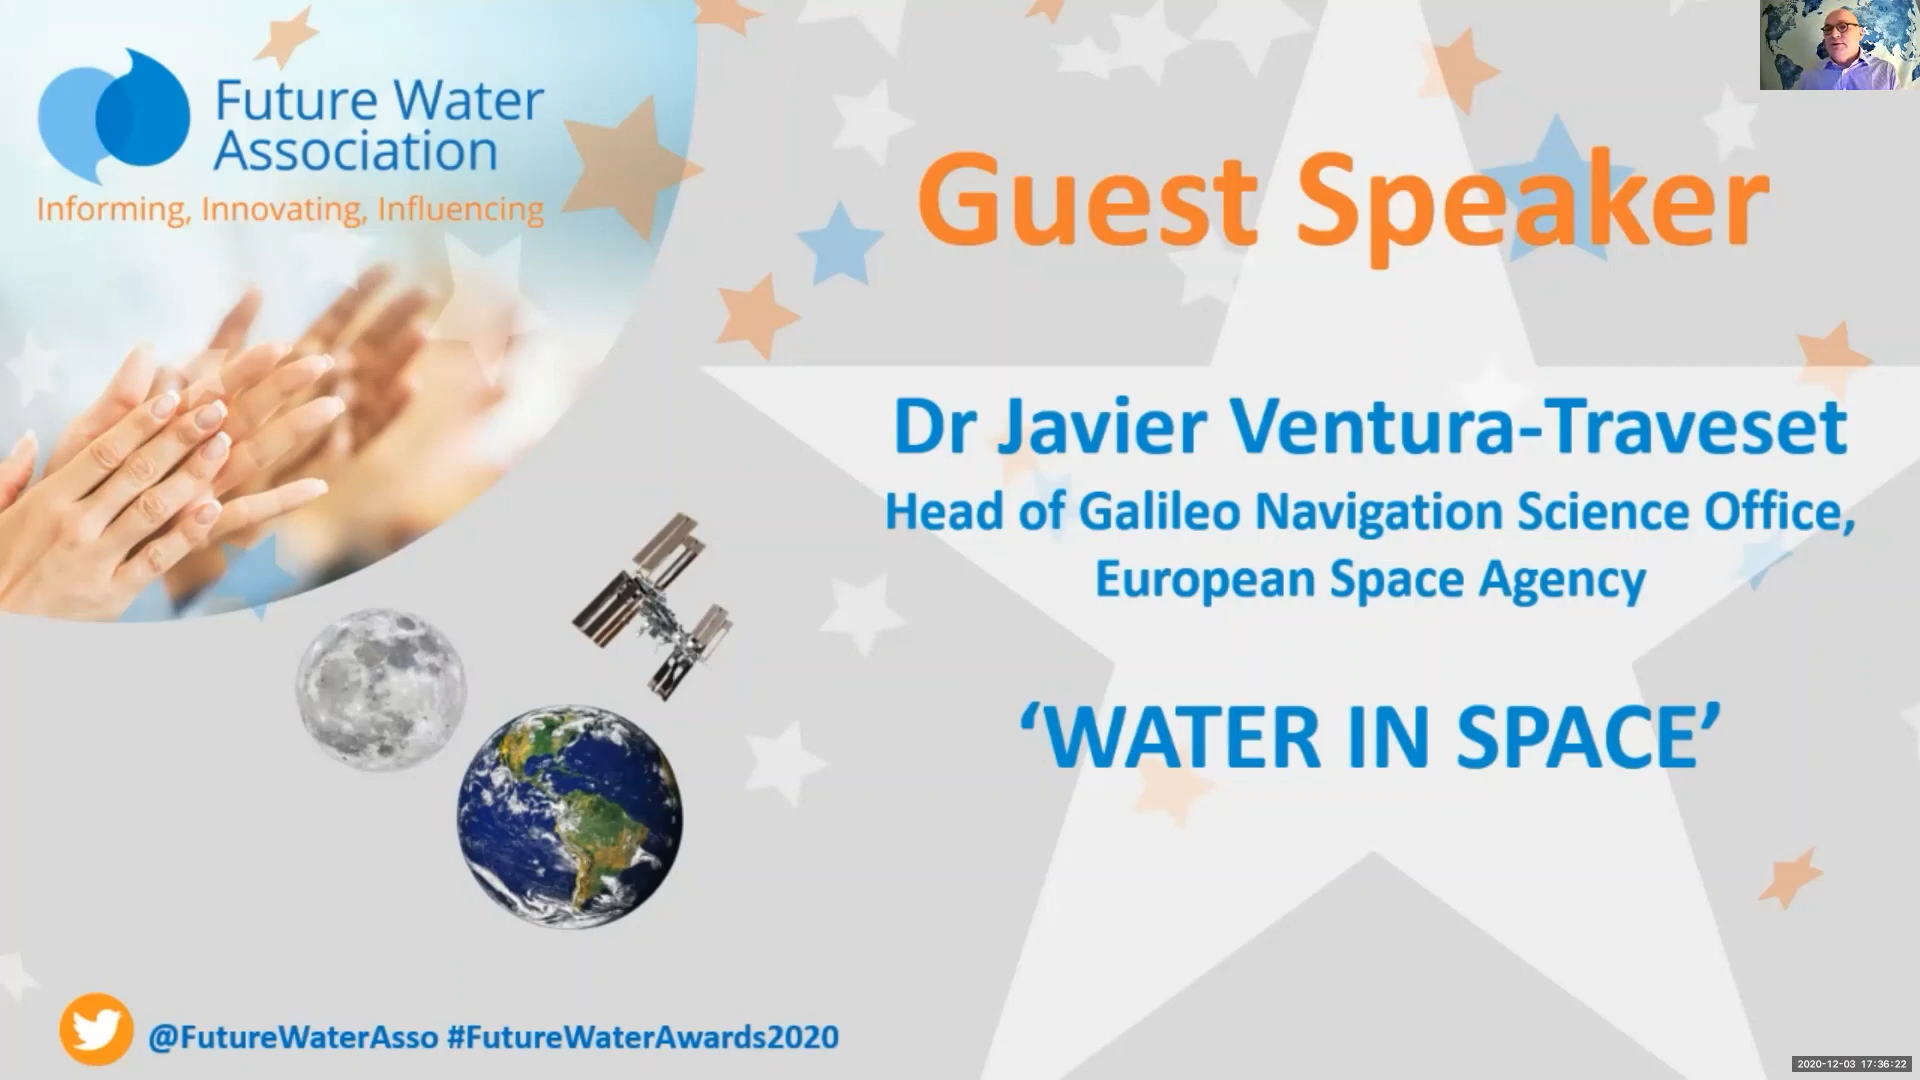 Future Water
Association
Informing, Innovating, Influencing
Guest Speaker
Dr Javier Ventura-Traveset
Head of Galileo Navigation Science Office,
European Space Agency
‘WATER IN SPACE’
@FutureWaterAsso #FutureWaterAwards2020
2020-12-03 17:36:22